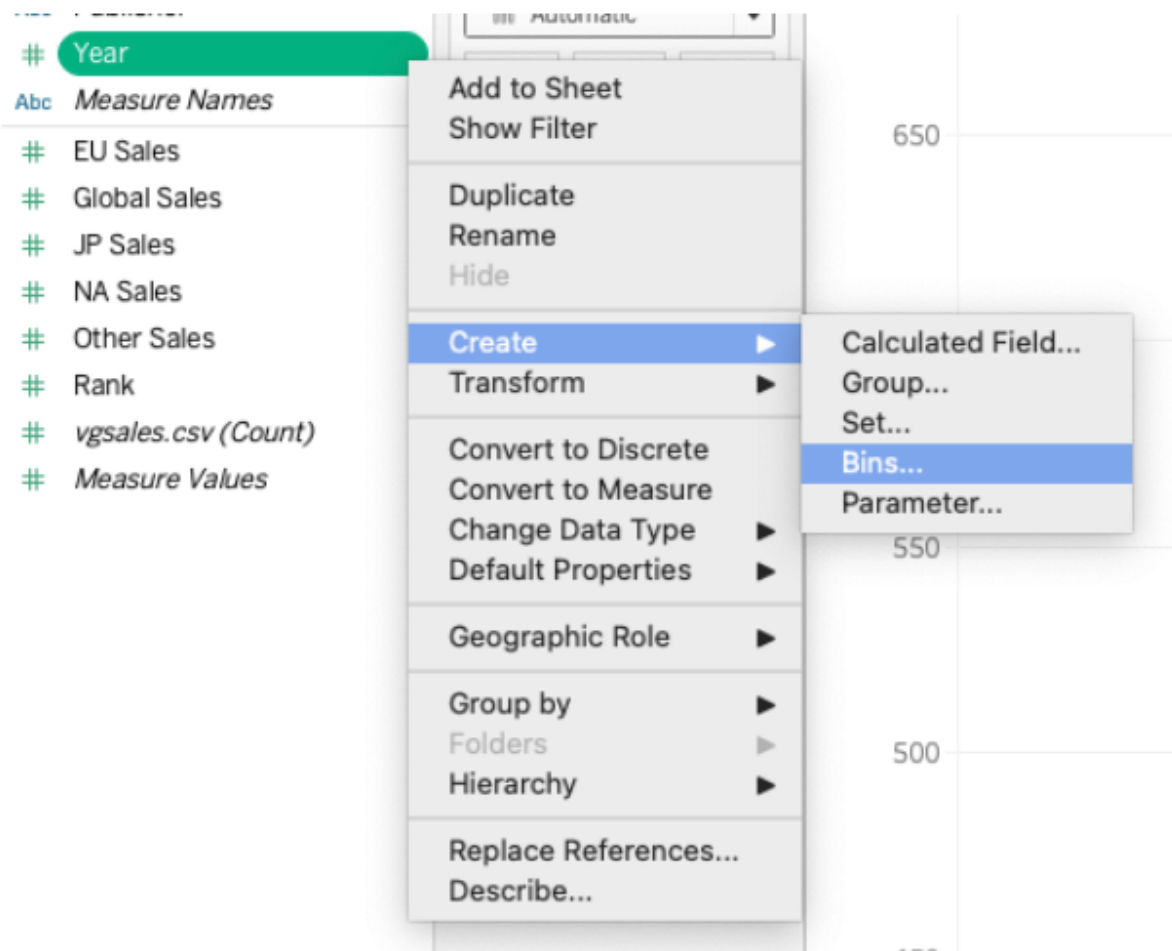 Automatic
Year
Abc Measure Names
EU Sales
Global Sales
JP Sales
NA Sales
Other Sales
Rank
vgsales.csv (Count)
Measure Values
Add to Sheet
Show Filter
Duplicate
Rename
Hide
Create
Transform
Convert to Discrete
Convert to Measure
Change Data Type
Default Properties
Geographic Role
Group by
Folders
Hierarchy
Replace References...
Describe...
Calculated Field...
Group...
Set...
Bins...
Parameter...
650
550
500